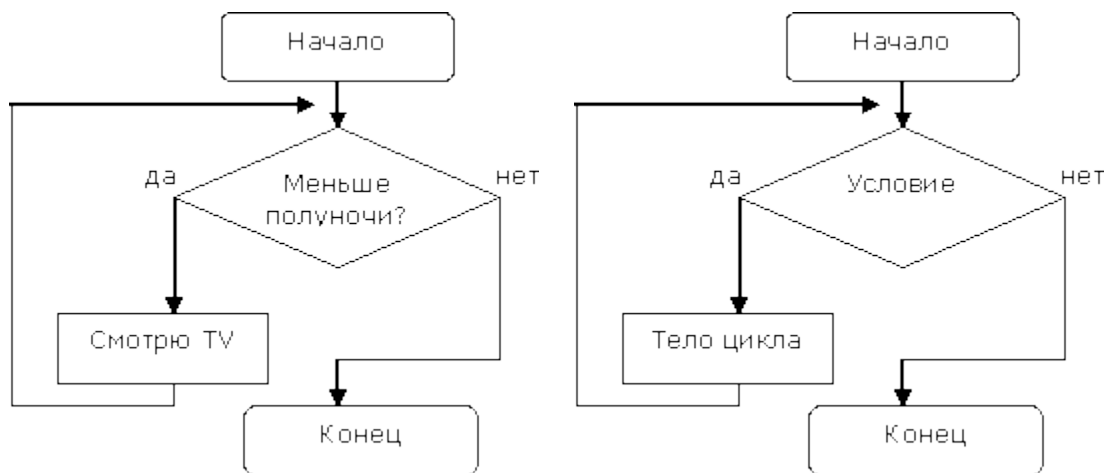 Начало
да
Меньше
полуночи?
нет
Смотрю TV
Конец
Начало
да
Условие
нет
Тело цикла
Конец